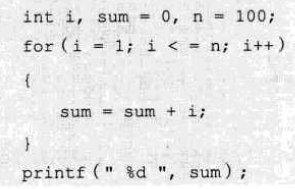 int i, sum = 0, n = 100;
for(i = 1; i < = n; i++)
{
sum = sum + i;
}
printf(" %d ", sum);